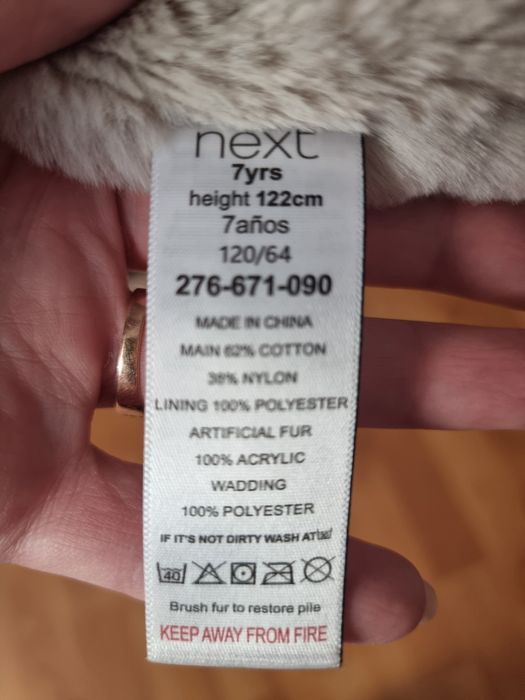 next
7yrs
height 122cm
7años
120/64
276-671-090
MADE IN CHINA
MAIN 62% COTTON
38% NYLON
LINING 100% POLYESTER
ARTIFICIAL FUR
100% ACRYLIC
WADDING
100% POLYESTER
IF IT'S NOT DIRTY WASH AT
40
Brush fur to restore pile
KEEP AWAY FROM FIRE